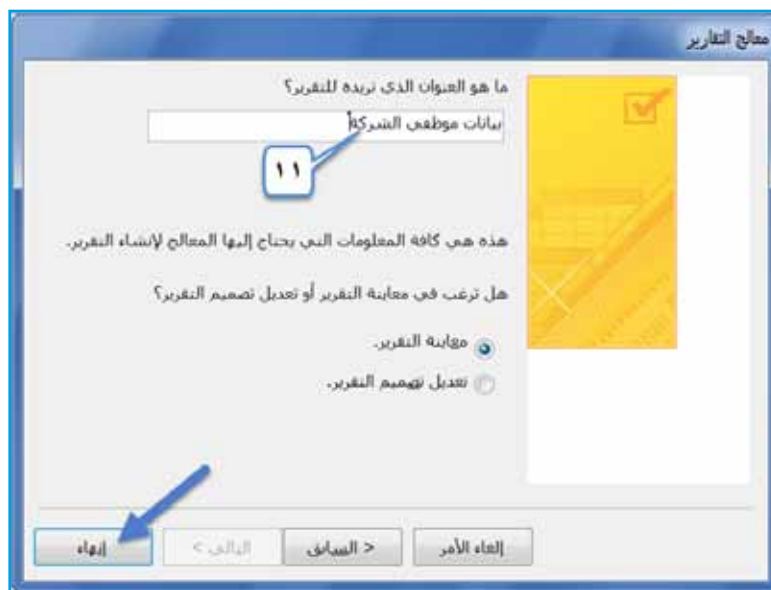 معالج التقارير
ما هو العنوان الذي تريده للتقرير؟
بيانات موظفي الشركة
١١
هذه هي كافة المعلومات التي يحتاج إليها المعالج لإنشاء التقرير.
هل ترغب في معاينة التقرير أو تعديل تصميم التقرير؟
معاينة التقرير.
تعديل تصميم التقرير.
إلغاء الأمر
< السابق
التالي >
إنهاء